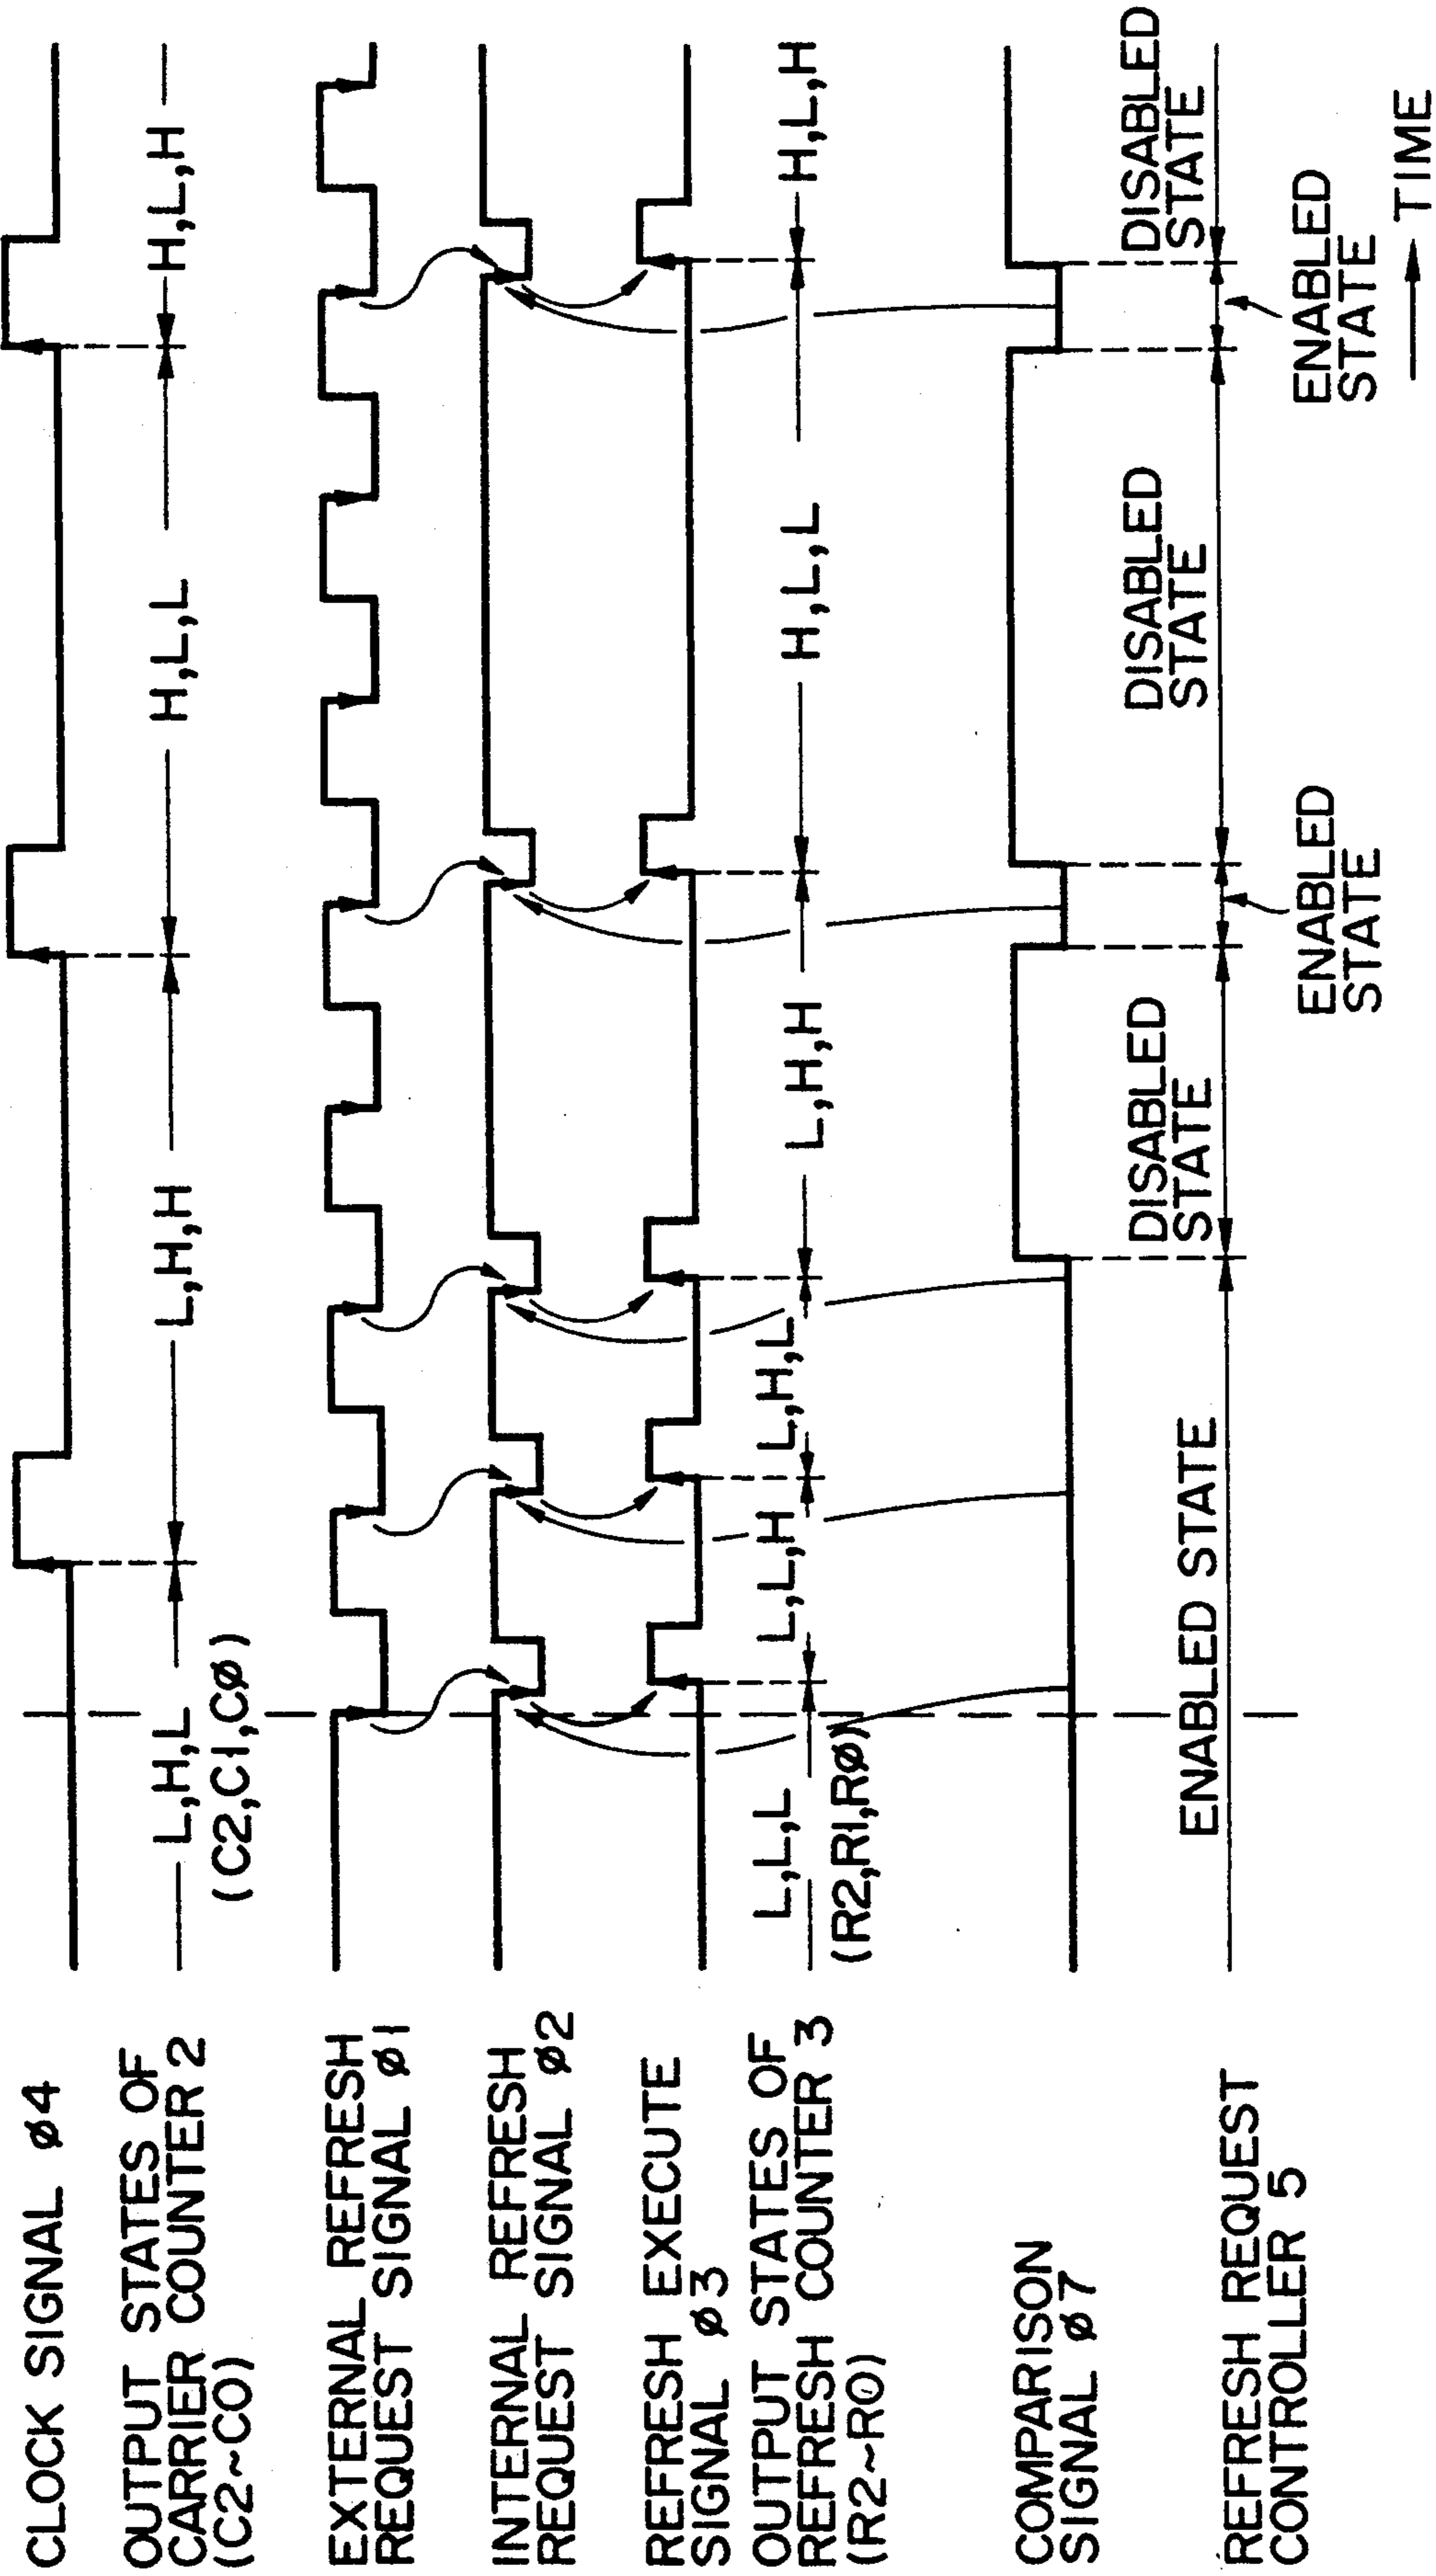 CLOCK SIGNAL ø4
OUTPUT STATES OF
CARRIER COUNTER 2
(C2~C0)
L,H,L
(C2,C1,CØ)
L,H,H
H,L,L
H,L,H
EXTERNAL REFRESH
REQUEST SIGNAL ø1
INTERNAL REFRESH
REQUEST SIGNAL ø2
REFRESH EXECUTE
SIGNAL ø3
OUTPUT STATES OF
REFRESH COUNTER 3
(R2~R0)
L,L,L
(R2,R1,RØ)
L,L,H
L,H,L
L,H,H
H,L,L
H,L,H
COMPARISON
SIGNAL ø7
REFRESH REQUEST
CONTROLLER 5
ENABLED STATE
DISABLED
STATE
ENABLED
STATE
DISABLED
STATE
ENABLED
STATE
DISABLED
STATE
TIME